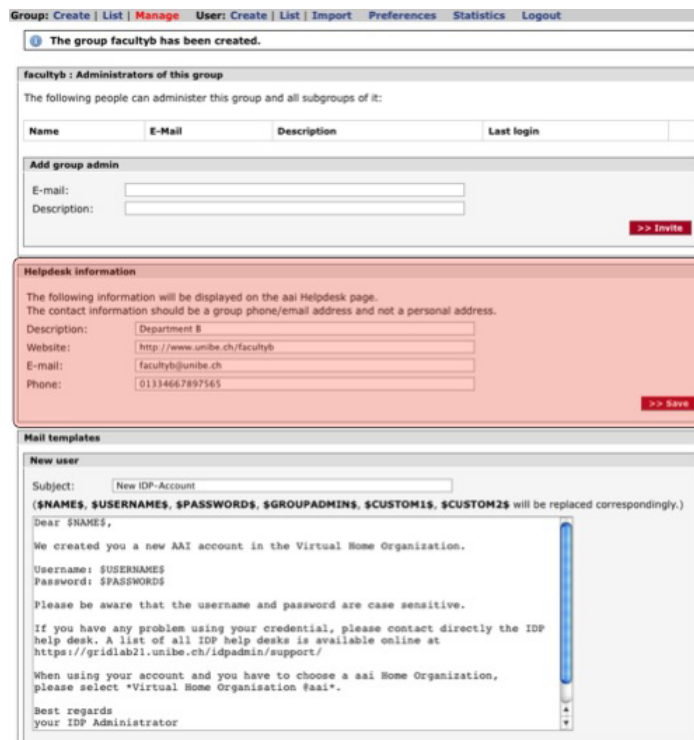 Group: Create | List | Manage User: Create | List | Import Preferences Statistics Logout
The group facultyb has been created.
facultyb : Administrators of this group
The following people can administer this group and all subgroups of it:
Name E-Mail Description Last login
Add group admin
E-mail:
Description:
>> Invite
Helpdesk information
The following information will be displayed on the aai Helpdesk page.
The contact information should be a group phone/email address and not a personal address.
Description: Department B
Website: http://www.unibe.ch/facultyb
E-mail: facultyb@unibe.ch
Phone: 01334667897565
>> Save
Mail templates
New user
Subject: New IDP-Account
($NAME$, $USERNAME$, $PASSWORD$, $GROUPADMIN$, $CUSTOM1$, $CUSTOM2$ will be replaced correspondingly.)
Dear $NAME$,
We created you a new AAI account in the Virtual Home Organization.
Username: $USERNAME$
Password: $PASSWORD$
Please be aware that the username and password are case sensitive.
If you have any problem using your credential, please contact directly the IDP
help desk. A list of all IDP help desks is available online at
https://gridlab21.unibe.ch/idpadmin/support/
When using your account and you have to choose a aai Home Organization,
please select *Virtual Home Organisation @aai*.
Best regards
your IDP Administrator